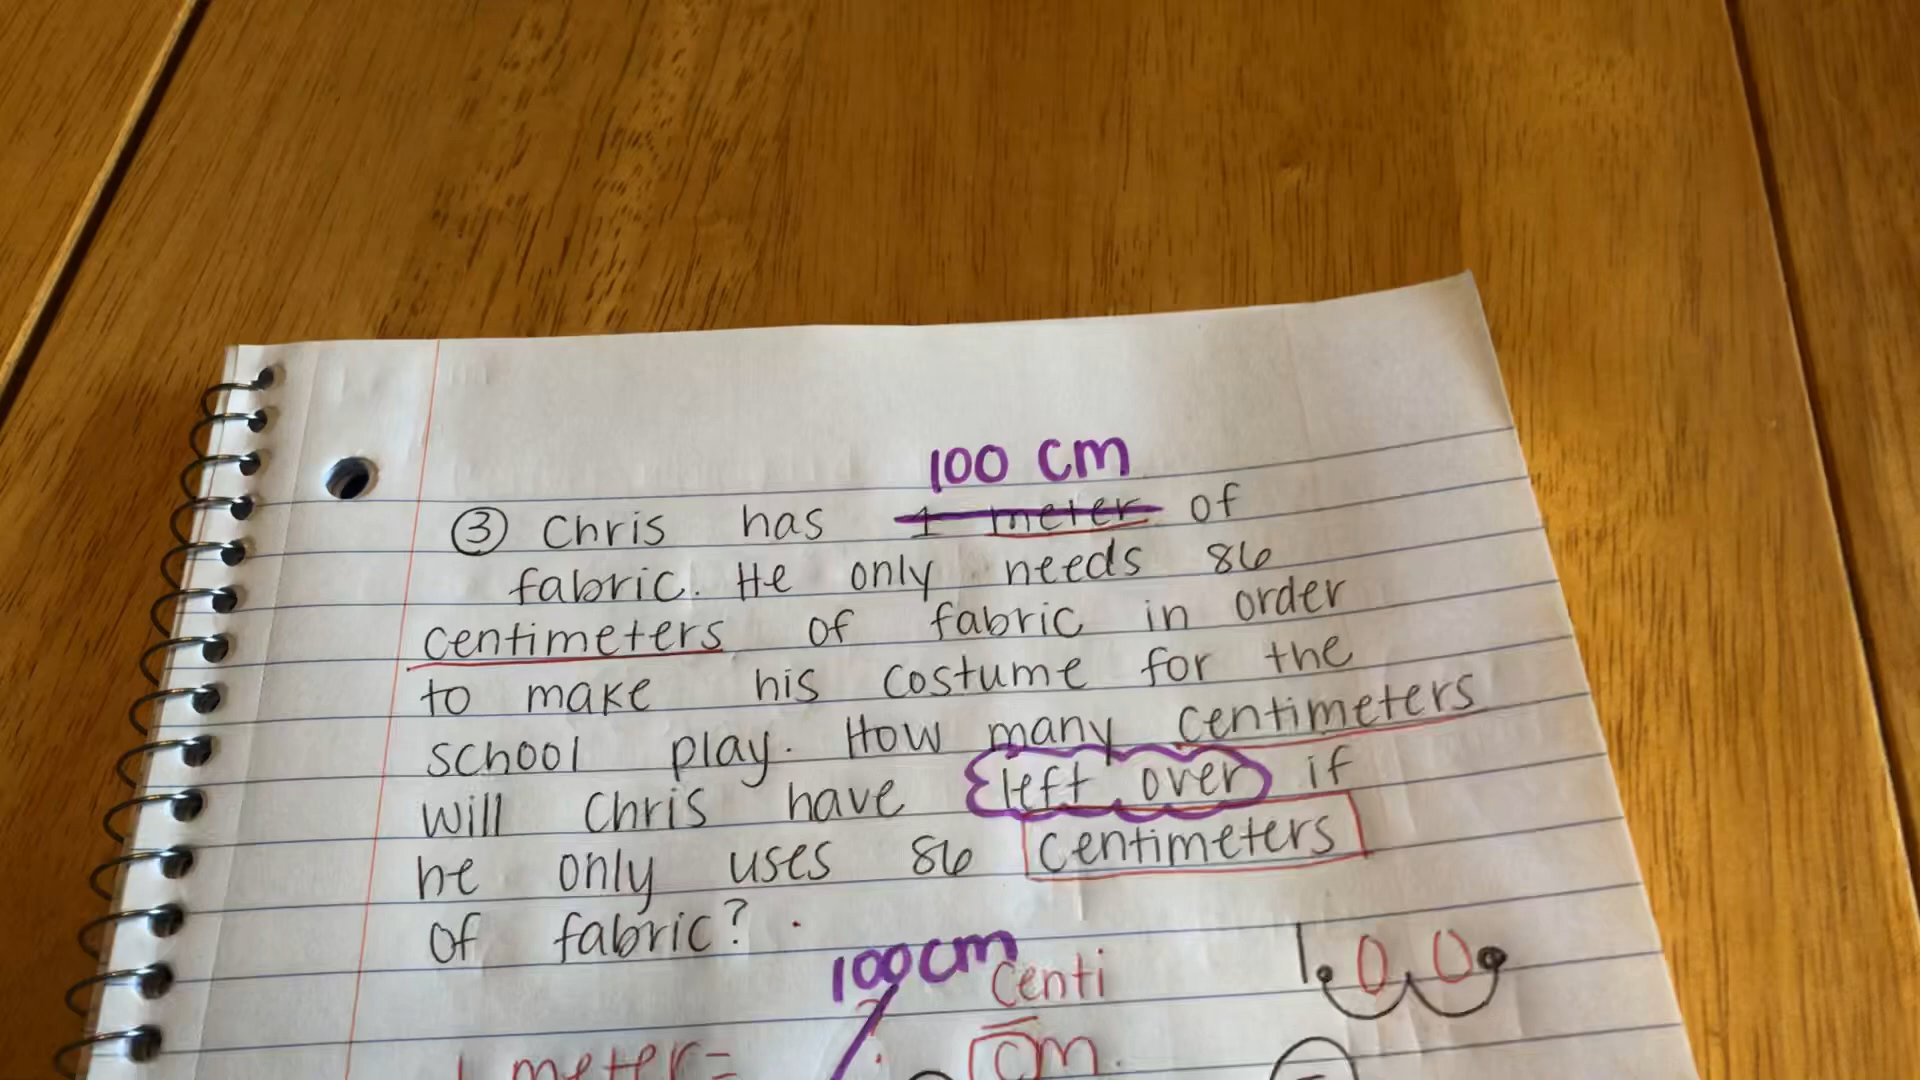 100 cm
③ Chris has 1 meter of
fabric. He only needs 86
centimeters of fabric in order
to make his costume for the
school play. How many centimeters
will Chris have left over if
he only uses 86 centimeters
of fabric?
100cm centi 1.00.
1 meter= cm.